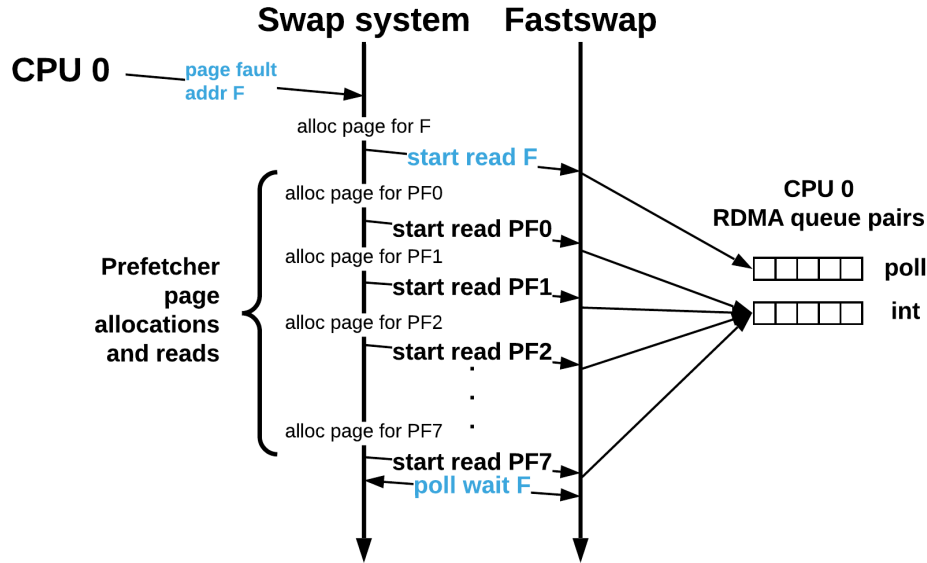 Swap system
Fastswap
CPU 0
page fault
addr F
alloc page for F
start read F
alloc page for PF0
start read PF0
alloc page for PF1
start read PF1
alloc page for PF2
start read PF2
.
.
.
alloc page for PF7
start read PF7
poll wait F
Prefetcher
page
allocations
and reads
CPU 0
RDMA queue pairs
poll
int